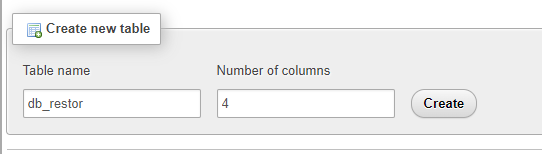 Create new table
Table name Number of columns
db_restor 4 Create